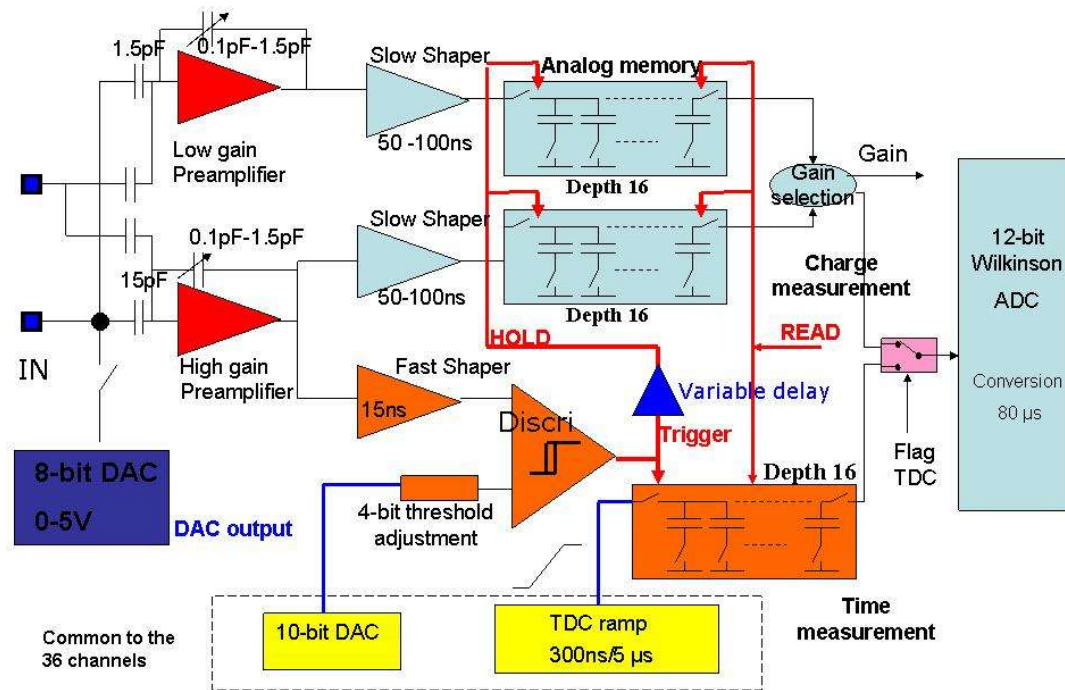 1.5pF
0.1pF-1.5pF
Slow Shaper
Analog memory
50 -100ns
Low gain
Preamplifier
Depth 16
Gain
Gain
selection
Slow Shaper
0.1pF-1.5pF
15pF
50-100ns
Depth 16
12-bit
Wilkinson
ADC
Charge
measurement
IN
High gain
Preamplifier
HOLD
READ
Fast Shaper
15ns
Variable delay
Conversion
80 µs
Discri
Trigger
Flag
TDC
8-bit DAC
0-5V
DAC output
4-bit threshold
adjustment
Depth 16
Common to the
36 channels
10-bit DAC
TDC ramp
300ns/5 µs
Time
measurement